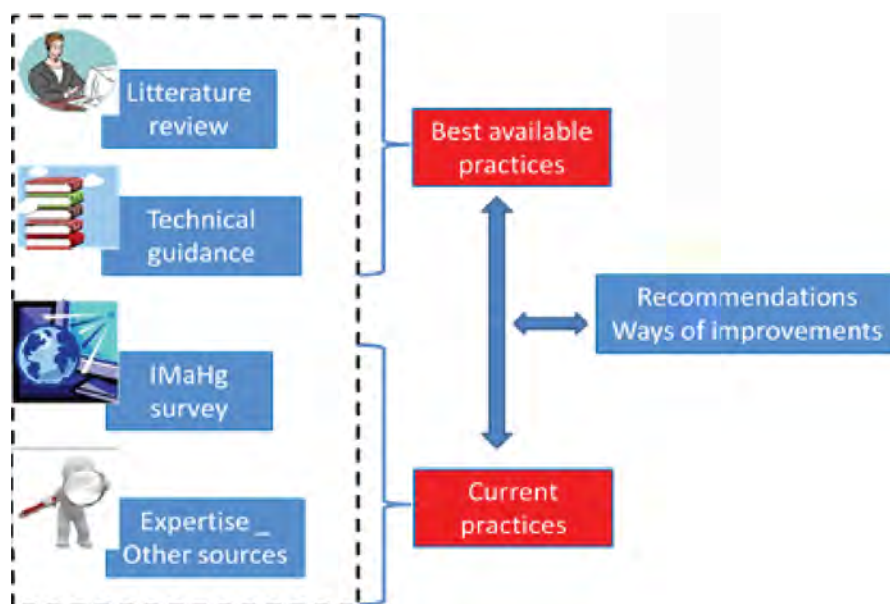 Litterature
review
Technical
guidance
IMaHg
survey
Expertise _
Other sources
Best available
practices
Current
practices
Recommendations
Ways of improvements